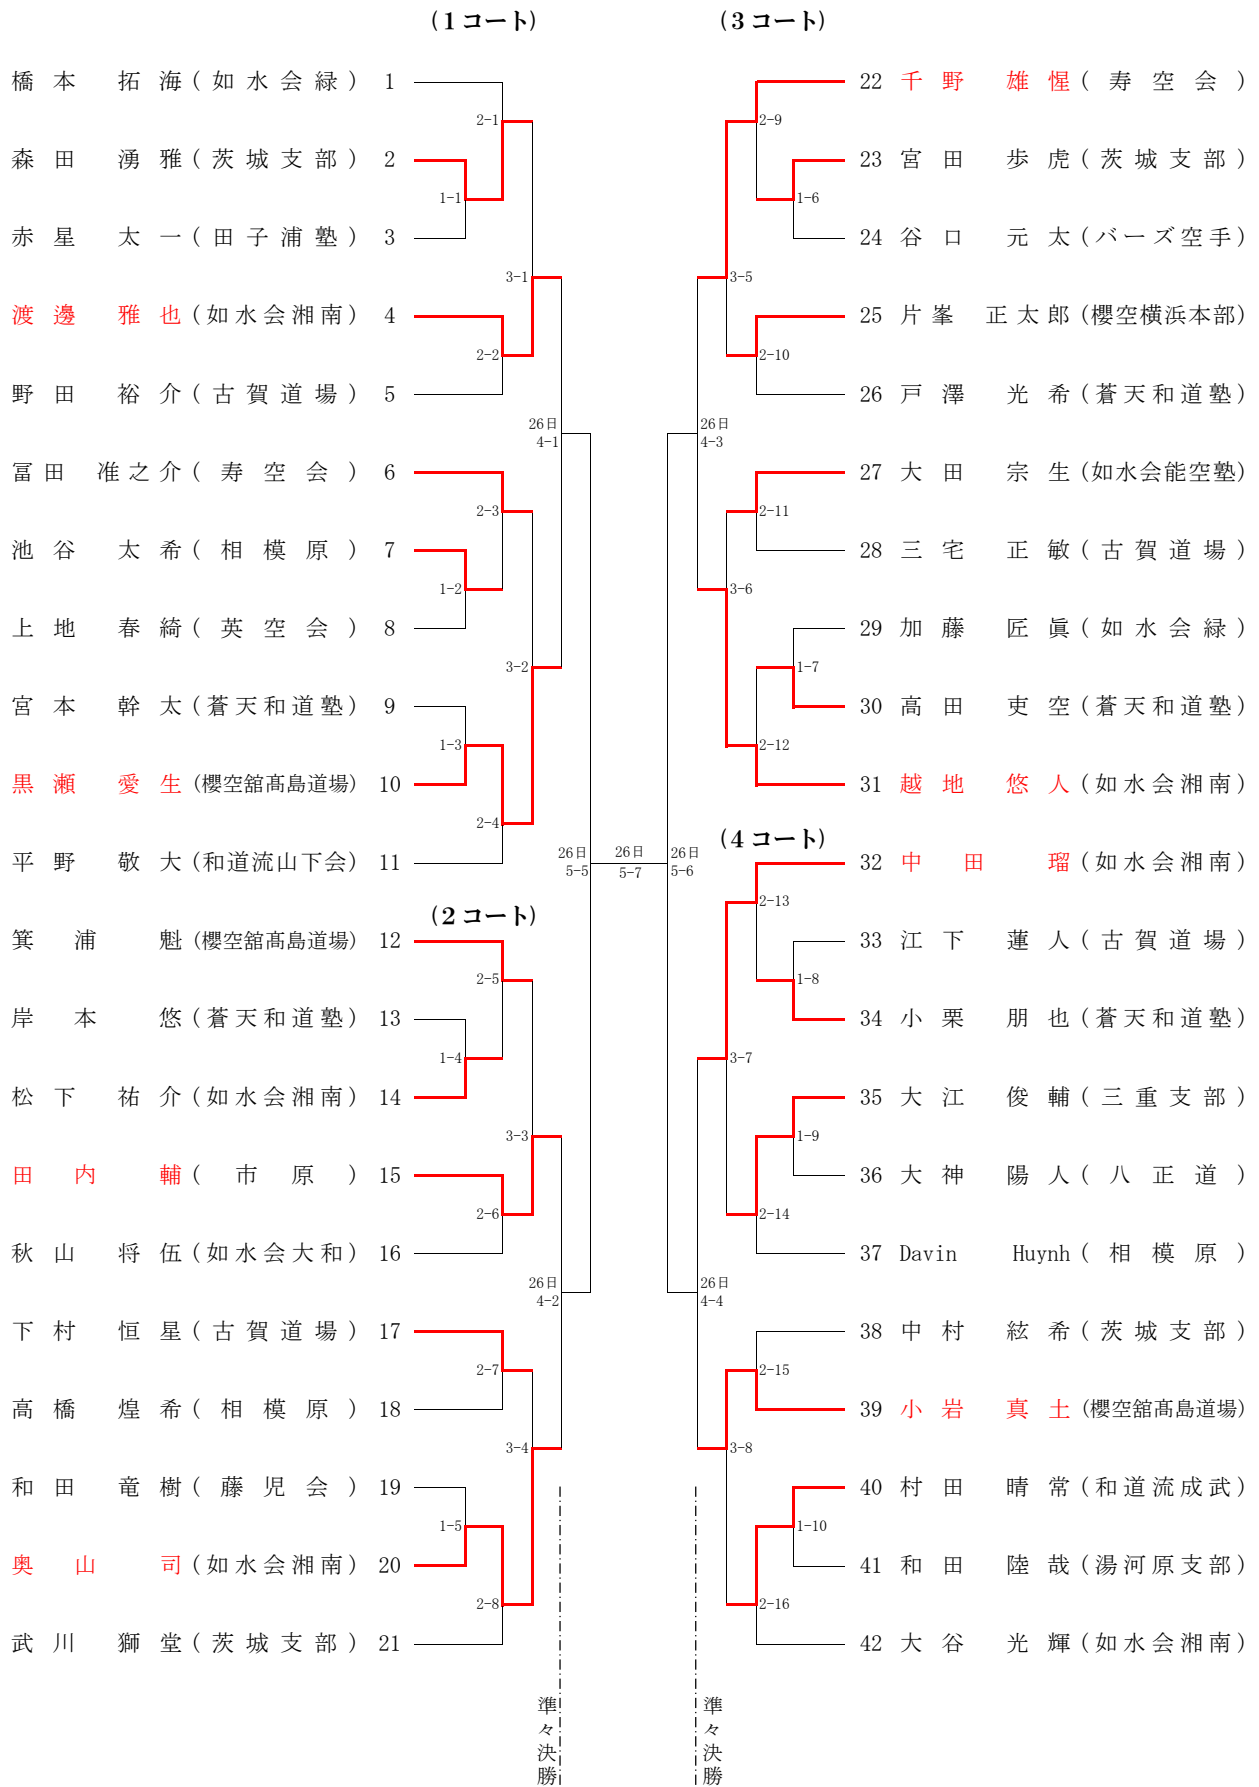 (1コート)
橋本 拓海(如水会緑) 1
2-1
森田 湧雅(茨城支部) 2
1-1
赤星 太一(田子浦塾) 3
3-1
渡邊 雅也(如水会湘南) 4
2-2
野田 裕介(古賀道場) 5
26日
4-1
冨田 准之介(寿空会) 6
2-3
池谷 太希(相模原) 7
1-2
上地 春綺(英空会) 8
3-2
宮本 幹太(蒼天和道塾) 9
1-3
黒瀬 愛生(櫻空舘髙島道場) 10
2-4
平野 敬大(和道流山下会) 11
26日
5-5
(2コート)
箕浦 魁(櫻空舘髙島道場) 12
2-5
岸本 悠(蒼天和道塾) 13
1-4
松下 祐介(如水会湘南) 14
3-3
田内 輔(市原) 15
2-6
秋山 将伍(如水会大和) 16
26日
4-2
下村 恒星(古賀道場) 17
2-7
高橋 煌希(相模原) 18
3-4
和田 竜樹(藤児会) 19
1-5
奥山 司(如水会湘南) 20
2-8
武川 獅堂(茨城支部) 21
準々決勝
26日
5-7
(3コート)
22 千野 雄惺(寿空会)
2-9
23 宮田 歩虎(茨城支部)
1-6
24 谷口 元太(バーズ空手)
3-5
25 片峯 正太郎(櫻空横浜本部)
2-10
26 戸澤 光希(蒼天和道塾)
26日
4-3
27 大田 宗生(如水会能空塾)
2-11
28 三宅 正敏(古賀道場)
3-6
29 加藤 匠眞(如水会緑)
1-7
30 高田 吏空(蒼天和道塾)
2-12
31 越地 悠人(如水会湘南)
(4コート)
26日
5-6
32 中田 瑠(如水会湘南)
2-13
33 江下 蓮人(古賀道場)
1-8
34 小栗 朋也(蒼天和道塾)
3-7
35 大江 俊輔(三重支部)
1-9
36 大神 陽人(八正道)
2-14
37 Davin Huynh(相模原)
26日
4-4
38 中村 絃希(茨城支部)
2-15
39 小岩 真土(櫻空舘髙島道場)
3-8
40 村田 晴常(和道流成武)
1-10
41 和田 陸哉(湯河原支部)
2-16
42 大谷 光輝(如水会湘南)
準々決勝